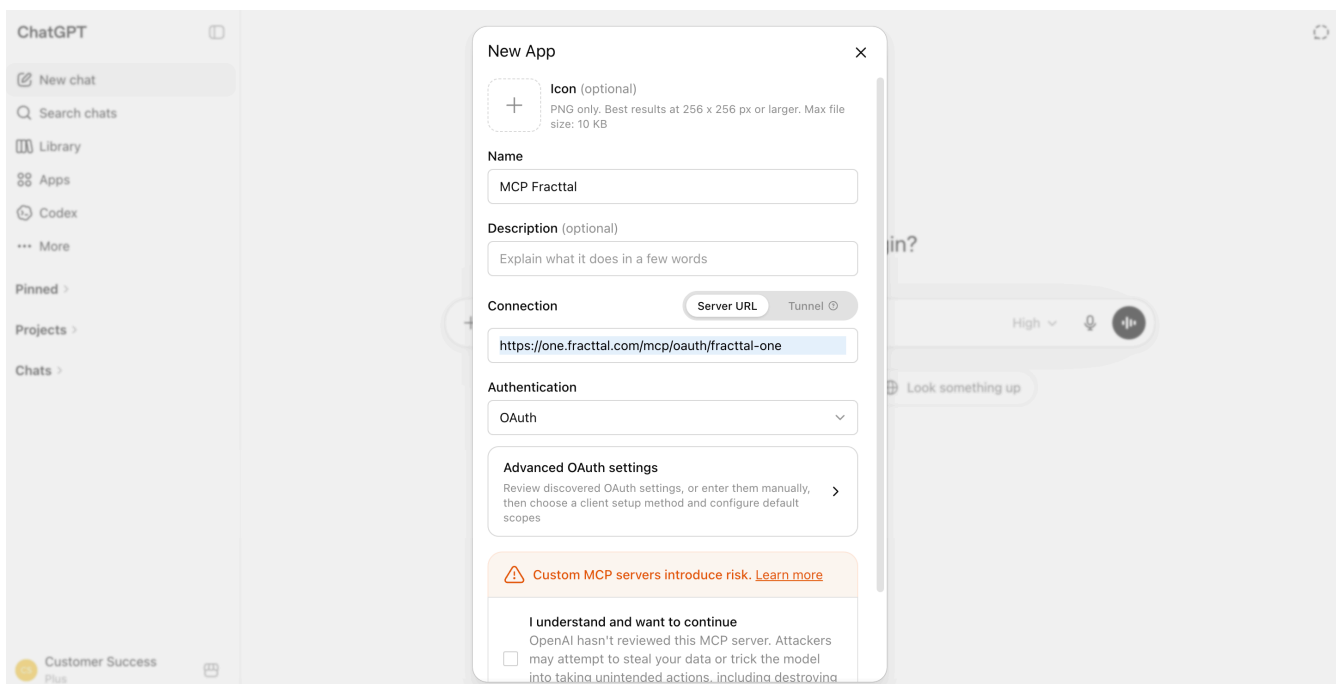 ChatGPT
New chat
Search chats
Library
Apps
Codex
More
Pinned
Projects
Chats
Customer Success
Plus
New App
Icon (optional)
PNG only. Best results at 256 x 256 px or larger. Max file
size: 10 KB
Name
MCP Fracttal
Description (optional)
Explain what it does in a few words
Connection
Server URL
Tunnel
https://one.fracttal.com/mcp/oauth/fracttal-one
Authentication
OAuth
Advanced OAuth settings
Review discovered OAuth settings, or enter them manually,
then choose a client setup method and configure default
scopes
Custom MCP servers introduce risk. Learn more
I understand and want to continue
OpenAI hasn't reviewed this MCP server. Attackers
may attempt to steal your data or trick the model
into taking unintended actions, including destroying
gin?
High
Look something up